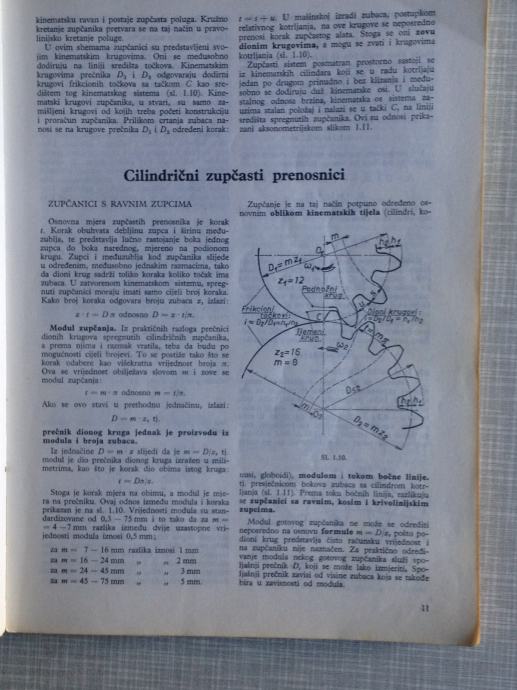 kinematsku ravan i postaje zupčasta poluga. Kružno
kretanje zupčanika pretvara se na taj način u pravo-
linijsko kretanje poluge.
U ovim shemama zupčanici su predstavljeni svo-
jim kinematskim krugovima. Oni se međusobno
dodiruju na liniji središta točkova. Kinematskim
krugovima prečnika D₁ i D₂ odgovaraju dodirni
krugovi frikcionih točkova sa tačkom C kao sre-
dištem tog kinematskog sistema (sl. 1.10). Kine-
matski krugovi zupčanika, u stvari, su samo za-
mišljeni krugovi od kojih treba početi konstrukciju
i proračun zupčanika. Prilikom crtanja zubaca na-
nosi se na krugove prečnika D₁ i D₂ određeni korak:
t = s + u. U mašinskoj izradi zubaca, postupkom
relativnog kotrljanja, na ove krugove se neposredno
prenosi korak zupčastog alata. Stoga se oni zovu
dionim krugovima, a mogu se zvati i krugovima
kotrljanja (sl. 1.10).
Zupčasti sistem posmatran prostorno sastoji se
iz kinematskih cilindara koji se u radu kotrljaju
jedan po drugom prinudno i bez klizanja i među-
sobno se dodiruju duž kinematske osi. U slučaju
stalnog odnosa brzina, kinematska os sistema za-
uzima stalan položaj i nalazi se u tački C, na liniji
središta spregnutih zupčanika. Ovi su odnosi prika-
zani aksonometrijskom slikom 1.11.
Cilindrični zupčasti prenosnici
ZUPČANICI S RAVNIM ZUPCIMA
Osnovna mjera zupčastih prenosnika je korak
t. Korak obuhvata debljinu zupca i širinu među-
zublja, te predstavlja lučno rastojanje boka jednog
zupca do boka narednog, mjereno na podionom
krugu. Zupci i međuzublja kod zupčanika slijede
u određenim, međusobno jednakim razmacima, tako
da dioni krug sadrži toliko koraka koliko točak ima
zubaca. U zatvorenom kinematskom sistemu, spreg-
nuti zupčanici moraju imati samo cijeli broj koraka.
Kako broj koraka odgovara broju zubaca z, izlazi:
z · t = D π odnosno D = z · t/π.
Modul zupčanja. Iz praktičnih razloga prečnici
dionih krugova spregnutih cilindričnih zupčanika,
a prema njima i razmak vratila, teba da budu po
mogućnosti cijeli brojevi. To se postiže tako što se
korak odabere kao višekratna vrijednost broja π.
Ova se vrijednost obilježava slovom m i zove se
modul zupčanja:
t = m · π odnosno m = t/π.
Ako se ovo stavi u prethodnu jednačinu, izlazi:
D = m · z, tj.
prečnik dionog kruga jednak je proizvodu iz
modula i broja zubaca.
Iz jednačine D = m · z slijedi da je m = D/z, tj.
modul je dio prečnika dionog kruga izražen u mili-
metrima, kao što je korak dio obima istog kruga:
t = Dπ/z.
Stoga je korak mjera na obimu, a modul je mje-
ra na prečniku. Ovaj odnos između modula i koraka
prikazan je na sl. 1.10. Vrijednosti modula su stan-
dardizovane od 0,3 — 75 mm i to tako da za m =
= 4 — 7 mm razlika između dvije uzastopne vri-
jednosti modula iznosi 0,5 mm;
za m = 7 — 16 mm razlika iznosi 1 mm
za m = 16 — 24 mm „ „ 2 mm
za m = 24 — 45 mm „ „ 3 mm
za m = 45 — 75 mm „ „ 5 mm.
Zupčanje je na taj način potpuno određeno os-
novnim oblikom kinematskih tijela (cilindri, ko-
m
D₁=mz₁
ω₁
z₁=12
Podnožni
krug
Frikcioni
točkovi:
C
Dioni krugovi:
Tjemeni
krug
ω₂
z₂=16
m=8
D₂=mz₂
Sl. 1.10.
nusi, globoidi), modulom i tokom bočne linije,
tj. presječnicom bokova zubaca sa cilindrom kotr-
ljanja (sl. 1.11). Prema toku bočnih linija, razlikuju
se zupčanici sa ravnim, kosim i krivolinijskim
zupcima.
Modul gotovog zupčanika ne može se odrediti
neposredno na osnovu formule m = D/z, pošto po-
dioni krug predstavlja čisto računsku vrijednost i
na zupčaniku nije naznačen. Za praktično određi-
vanje modula nekog gotovog zupčanika služi spo-
ljašnji prečnik D, koji se može lako izmjeriti. Spo-
ljašnji prečnik zavisi od visine zubaca koja se takođe
bira u zavisnosti od modula.
11